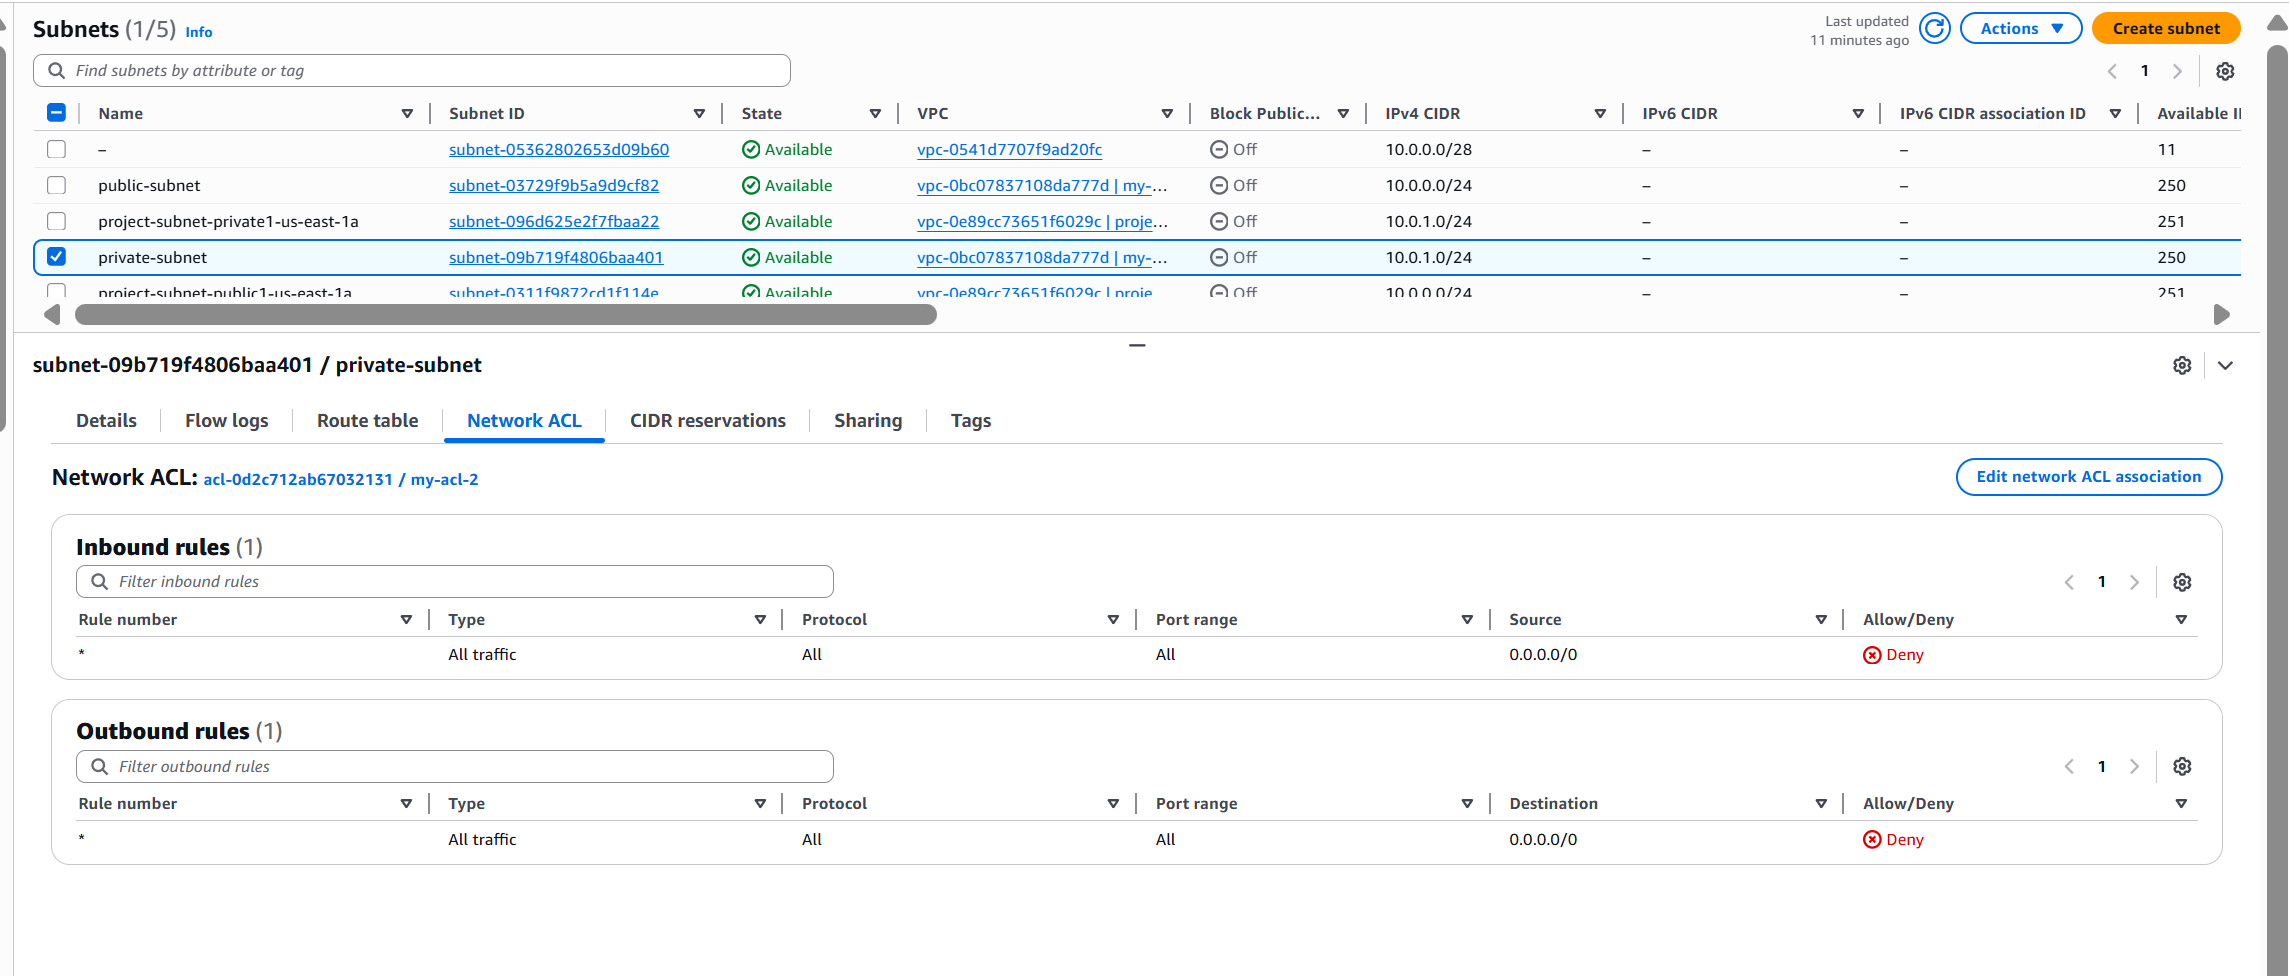 Subnets (1/5) Info
Last updated
11 minutes ago
Actions
Create subnet
Find subnets by attribute or tag
1
Name Subnet ID State VPC Block Public... IPv4 CIDR IPv6 CIDR IPv6 CIDR association ID Available
– subnet-05362802653d09b60 Available vpc-0541d7707f9ad20fc Off 10.0.0.0/28 – – 11
public-subnet subnet-03729f9b5a9d9cf82 Available vpc-0bc07837108da777d | my-... Off 10.0.0.0/24 – – 250
project-subnet-private1-us-east-1a subnet-096d625e2f7fbaa22 Available vpc-0e89cc73651f6029c | proje... Off 10.0.1.0/24 – – 251
private-subnet subnet-09b719f4806baa401 Available vpc-0bc07837108da777d | my-... Off 10.0.1.0/24 – – 250
project-subnet-public1-us-east-1a subnet-0311f9872cd1f114e Available vpc-0e89cc73651f6029c | proje Off 10.0.0.0/24 – – 251
subnet-09b719f4806baa401 / private-subnet
Details Flow logs Route table Network ACL CIDR reservations Sharing Tags
Network ACL: acl-0d2c712ab67032131 / my-acl-2
Edit network ACL association
Inbound rules (1)
Filter inbound rules
1
Rule number Type Protocol Port range Source Allow/Deny
* All traffic All All 0.0.0.0/0 Deny
Outbound rules (1)
Filter outbound rules
1
Rule number Type Protocol Port range Destination Allow/Deny
* All traffic All All 0.0.0.0/0 Deny